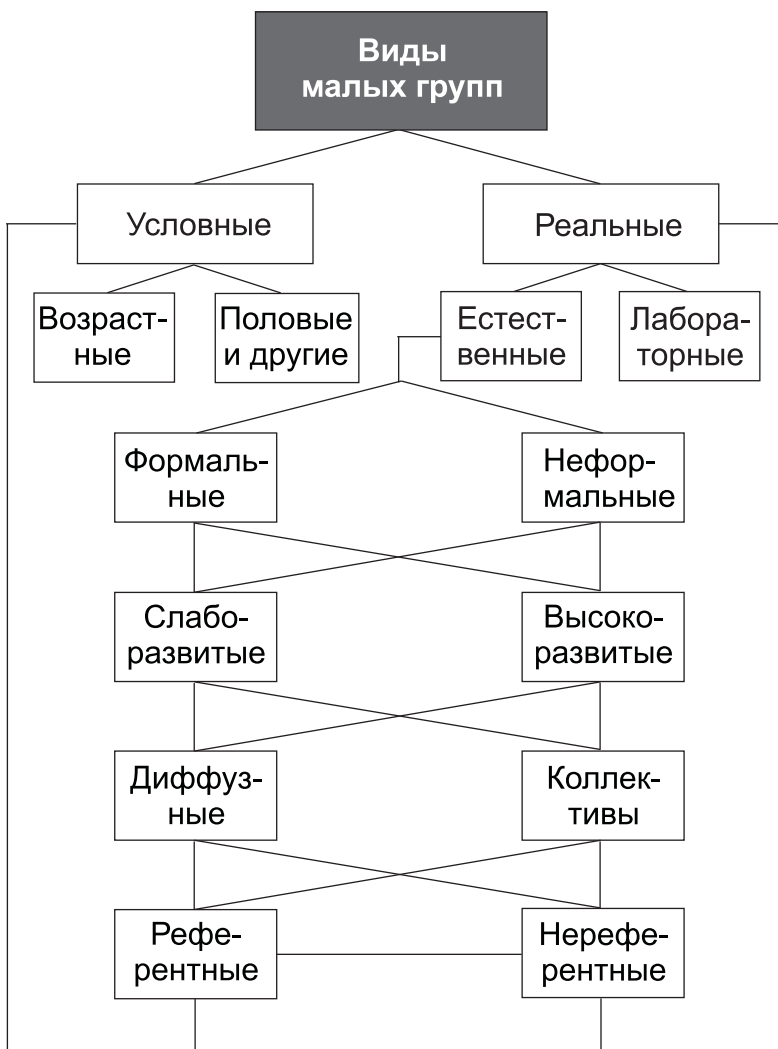 Виды
малых групп
Условные
Реальные
Возраст-
ные
Половые
и другие
Естест-
венные
Лабора-
торные
Формаль-
ные
Нефор-
мальные
Слабо-
развитые
Высоко-
развитые
Диффуз-
ные
Коллек-
тивы
Рефе-
рентные
Нерефе-
рентные